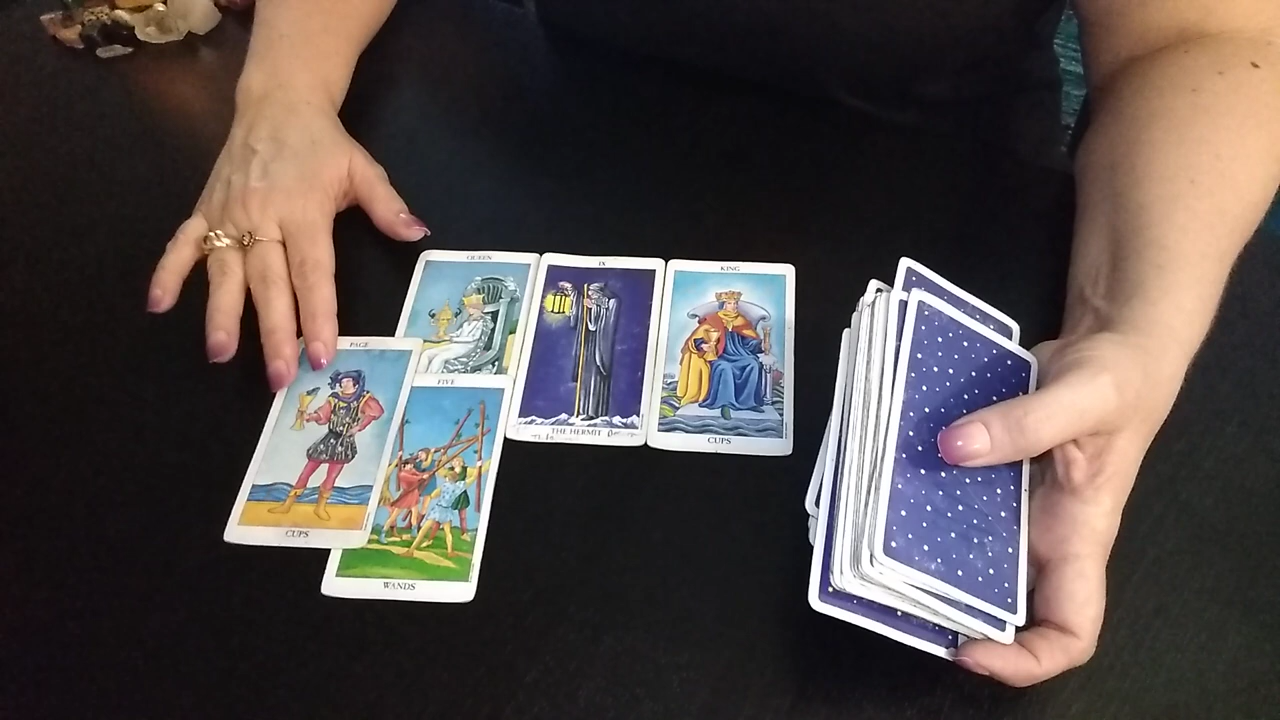 QUEEN
IX
THE HERMIT
KING
CUPS
PAGE
CUPS
FIVE
WANDS